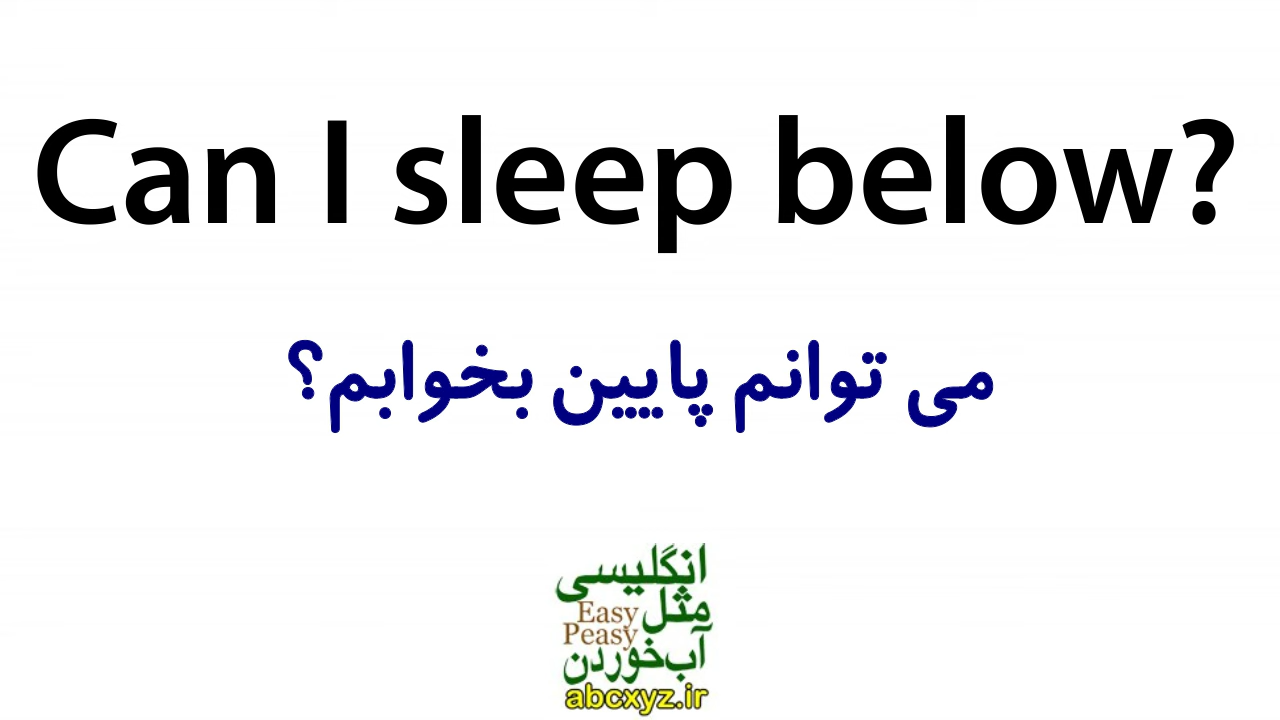 Can I sleep below?
می توانم پایین بخوابم؟
انگلیسی
مثل
Easy
Peasy
آب‌خوردن
abcxyz.ir